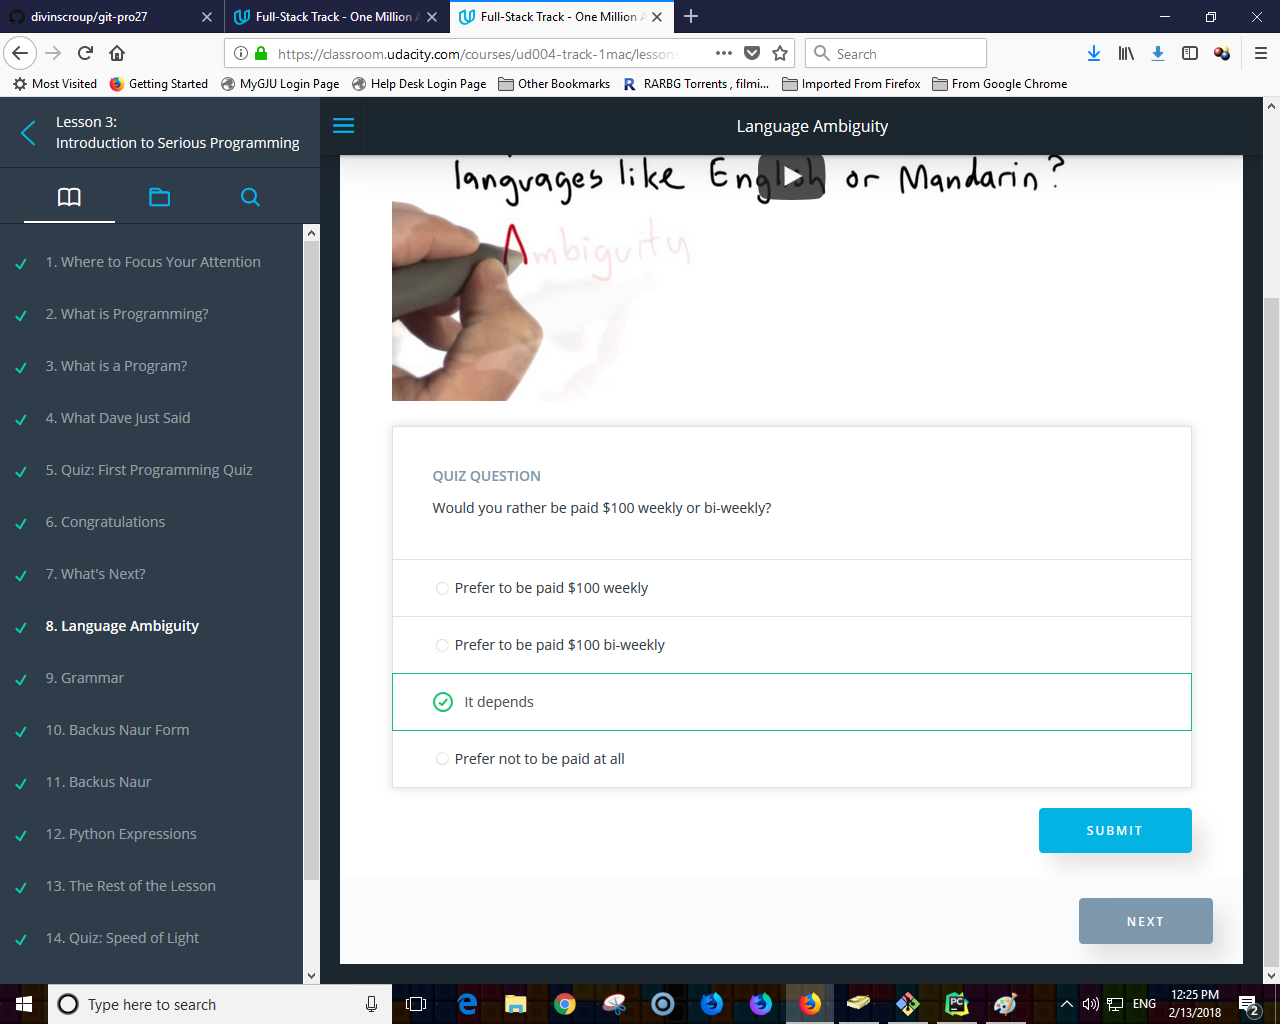 divinscroup/git-pro27
Full-Stack Track - One Million A
Full-Stack Track - One Million A
https://classroom.udacity.com/courses/ud004-track-1mac/lesson
Search
Most Visited
Getting Started
MyGJU Login Page
Help Desk Login Page
Other Bookmarks
R RARBG Torrents , filmi...
Imported From Firefox
From Google Chrome
Lesson 3:
Introduction to Serious Programming
1. Where to Focus Your Attention
2. What is Programming?
3. What is a Program?
4. What Dave Just Said
5. Quiz: First Programming Quiz
6. Congratulations
7. What's Next?
8. Language Ambiguity
9. Grammar
10. Backus Naur Form
11. Backus Naur
12. Python Expressions
13. The Rest of the Lesson
14. Quiz: Speed of Light
Language Ambiguity
languages like English or Mandarin?
Ambiguity
QUIZ QUESTION
Would you rather be paid $100 weekly or bi-weekly?
Prefer to be paid $100 weekly
Prefer to be paid $100 bi-weekly
It depends
Prefer not to be paid at all
SUBMIT
NEXT
Type here to search
PC
ENG
12:25 PM
2/13/2018
2